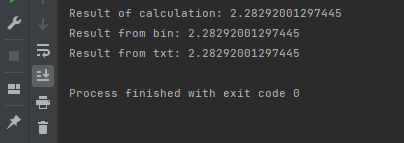 Result of calculation: 2.28292001297445
Result from bin: 2.28292001297445
Result from txt: 2.28292001297445
Process finished with exit code 0